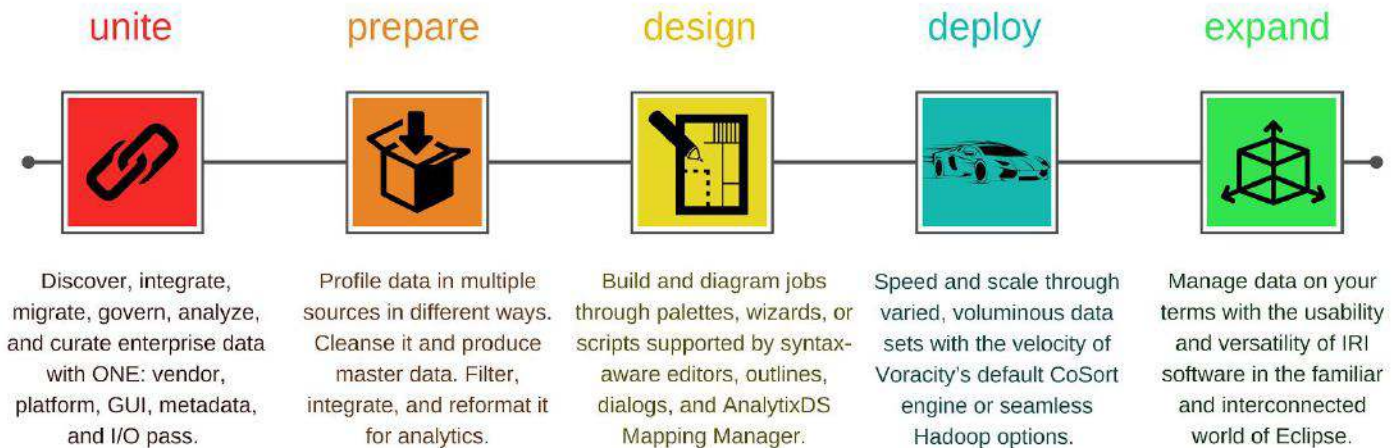 unite
Discover, integrate,
migrate, govern, analyze,
and curate enterprise data
with ONE: vendor,
platform, GUI, metadata,
and I/O pass.
prepare
Profile data in multiple
sources in different ways.
Cleanse it and produce
master data. Filter,
integrate, and reformat it
for analytics.
design
Build and diagram jobs
through palettes, wizards, or
scripts supported by syntax-
aware editors, outlines,
dialogs, and AnalytixDS
Mapping Manager.
deploy
Speed and scale through
varied, voluminous data
sets with the velocity of
Voracity's default CoSort
engine or seamless
Hadoop options.
expand
Manage data on your
terms with the usability
and versatility of IRI
software in the familiar
and interconnected
world of Eclipse.